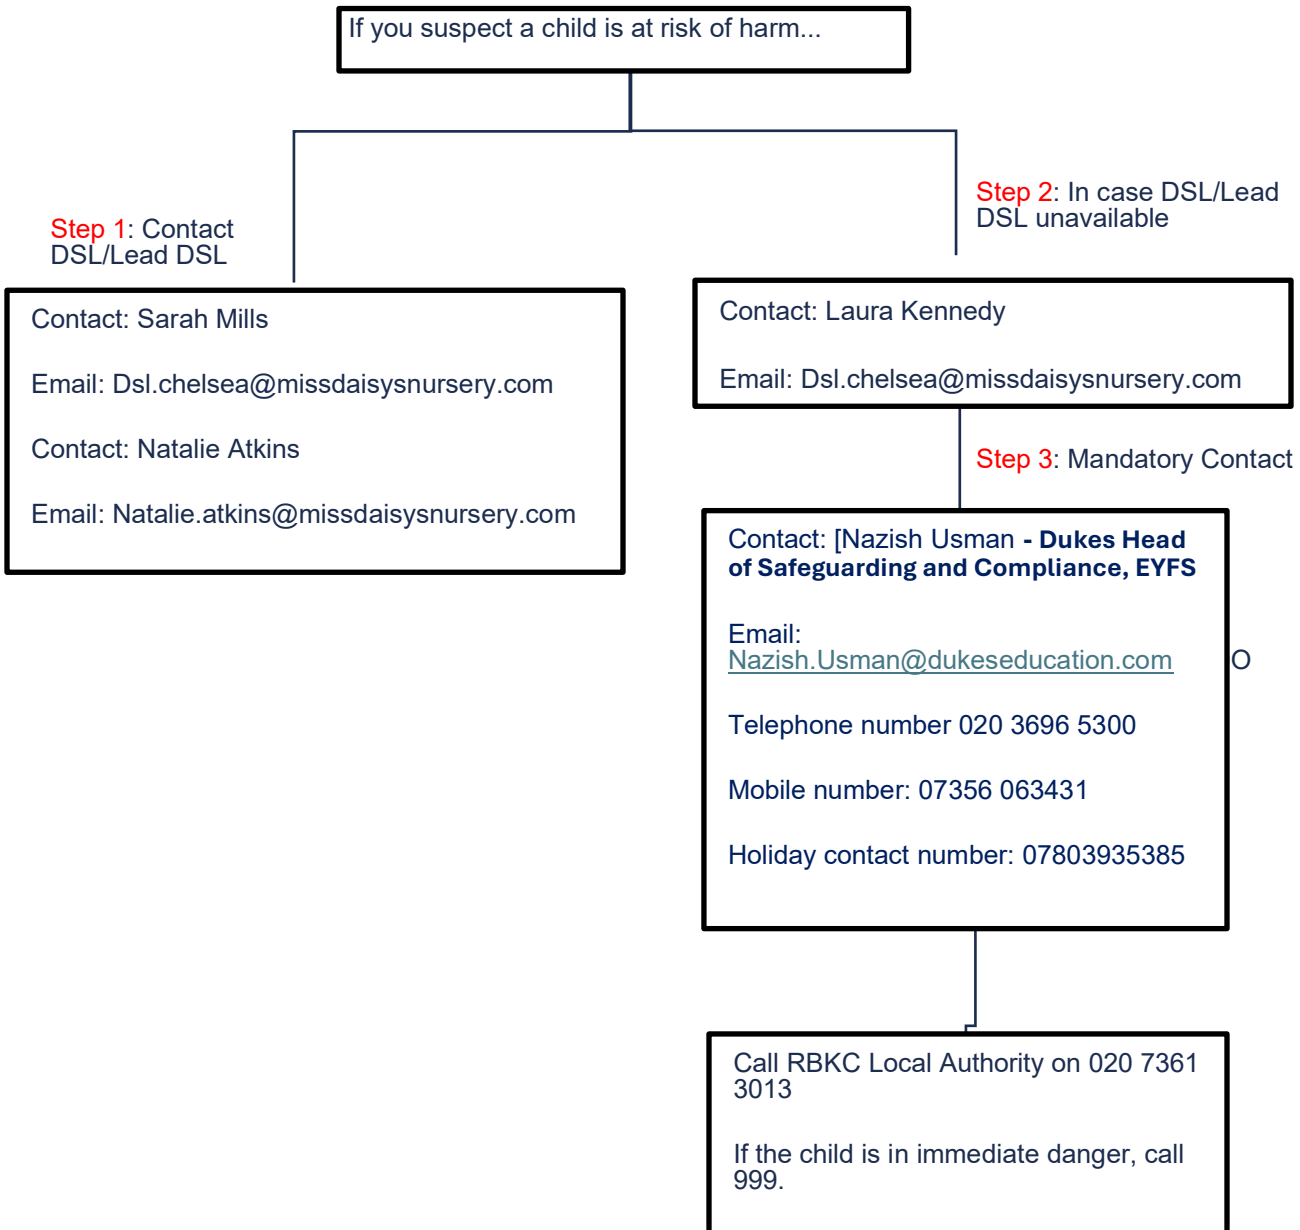 If you suspect a child is at risk of harm...
Step 1: Contact
DSL/Lead DSL
Contact: Sarah Mills
Email: Dsl.chelsea@missdaisysnursery.com
Contact: Natalie Atkins
Email: Natalie.atkins@missdaisysnursery.com
Step 2: In case DSL/Lead
DSL unavailable
Contact: Laura Kennedy
Email: Dsl.chelsea@missdaisysnursery.com
Step 3: Mandatory Contact
Contact: [Nazish Usman - Dukes Head
of Safeguarding and Compliance, EYFS
Email:
Nazish.Usman@dukeseducation.com
O
Telephone number 020 3696 5300
Mobile number: 07356 063431
Holiday contact number: 07803935385
Call RBKC Local Authority on 020 7361
3013
If the child is in immediate danger, call
999.